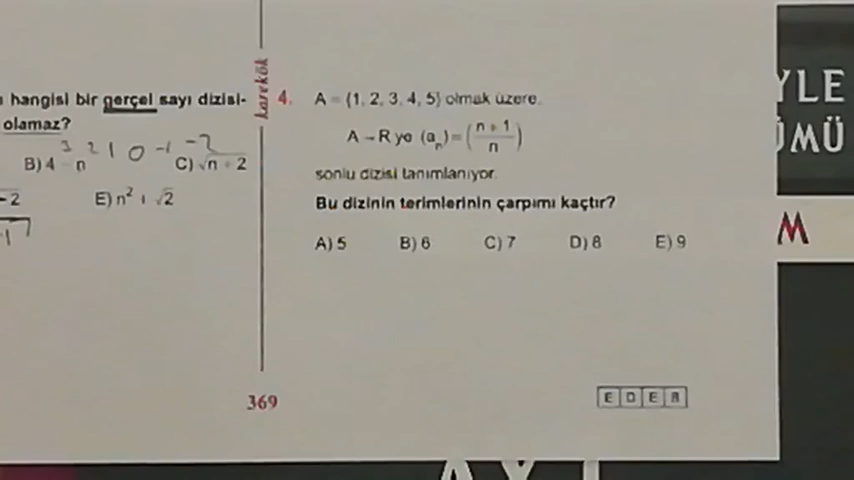 hangisi bir gerçel sayı dizisi-
olamaz?
3 2 1 0 -1 -2
B) 4 - n
C) √n - 2
- 2
E) n² + √2
-1
369
karekök
4. A = {1, 2, 3, 4, 5} olmak üzere,
A → R ye (aₙ) = (n + 1 / n)
sonlu dizisi tanımlanıyor.
Bu dizinin terimlerinin çarpımı kaçtır?
A) 5 B) 6 C) 7 D) 8 E) 9
E D E B
YLE
ÜMÜ
M
AYT